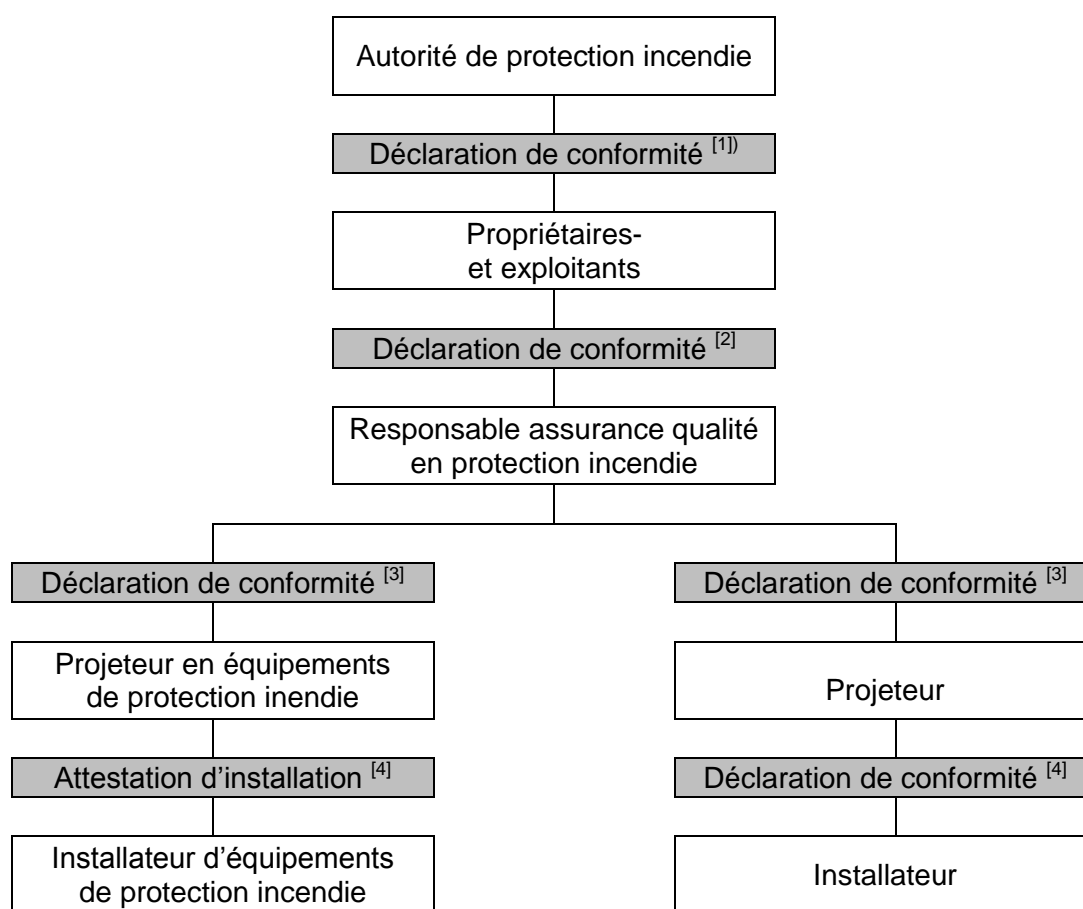 Autorité de protection incendie
Déclaration de conformité [1])
Propriétaires-
et exploitants
Déclaration de conformité [2]
Responsable assurance qualité
en protection incendie
Déclaration de conformité [3]
Déclaration de conformité [3]
Projeteur en équipements
de protection inendie
Projeteur
Attestation d'installation [4]
Déclaration de conformité [4]
Installateur d'équipements
de protection incendie
Installateur